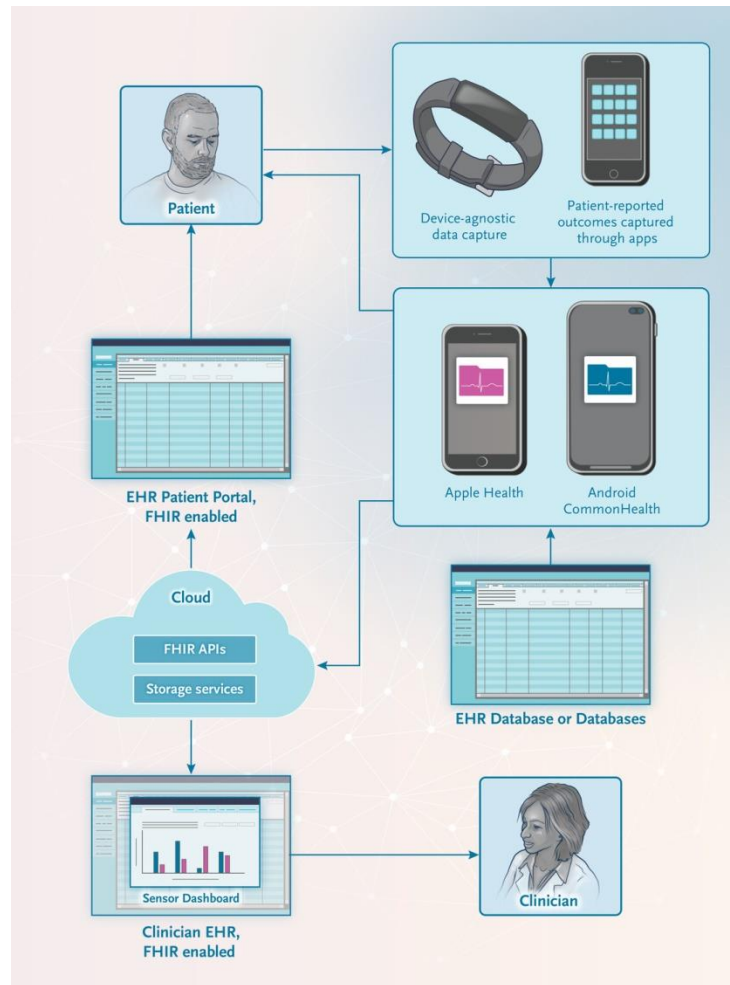 Patient
Device-agnostic
data capture
Patient-reported
outcomes captured
through apps
Apple Health
Android
CommonHealth
EHR Patient Portal,
FHIR enabled
Cloud
FHIR APIs
Storage services
EHR Database or Databases
Sensor Dashboard
Clinician EHR,
FHIR enabled
Clinician